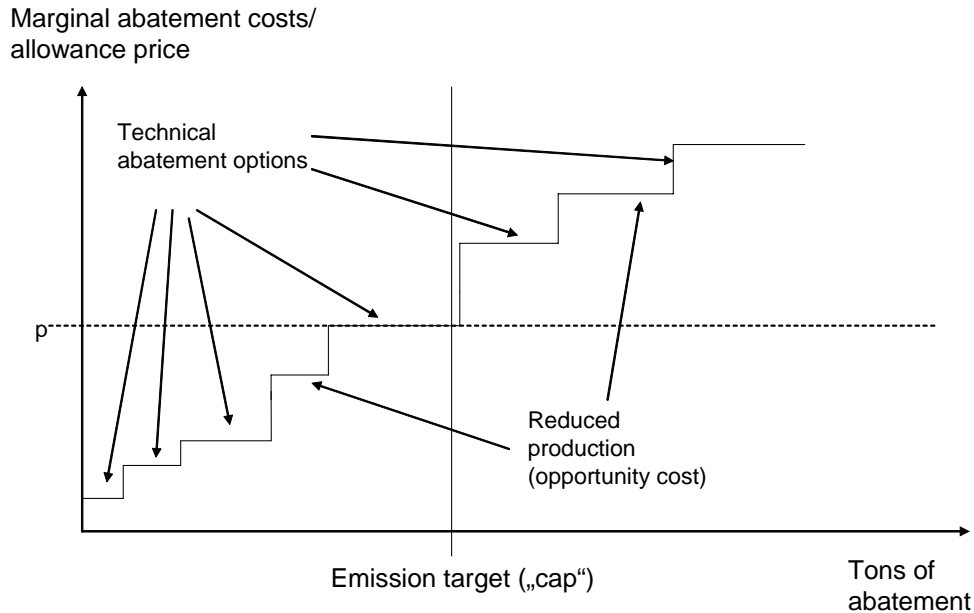 Marginal abatement costs/
allowance price
Technical
abatement options
p
Reduced
production
(opportunity cost)
Emission target („cap“)
Tons of
abatement